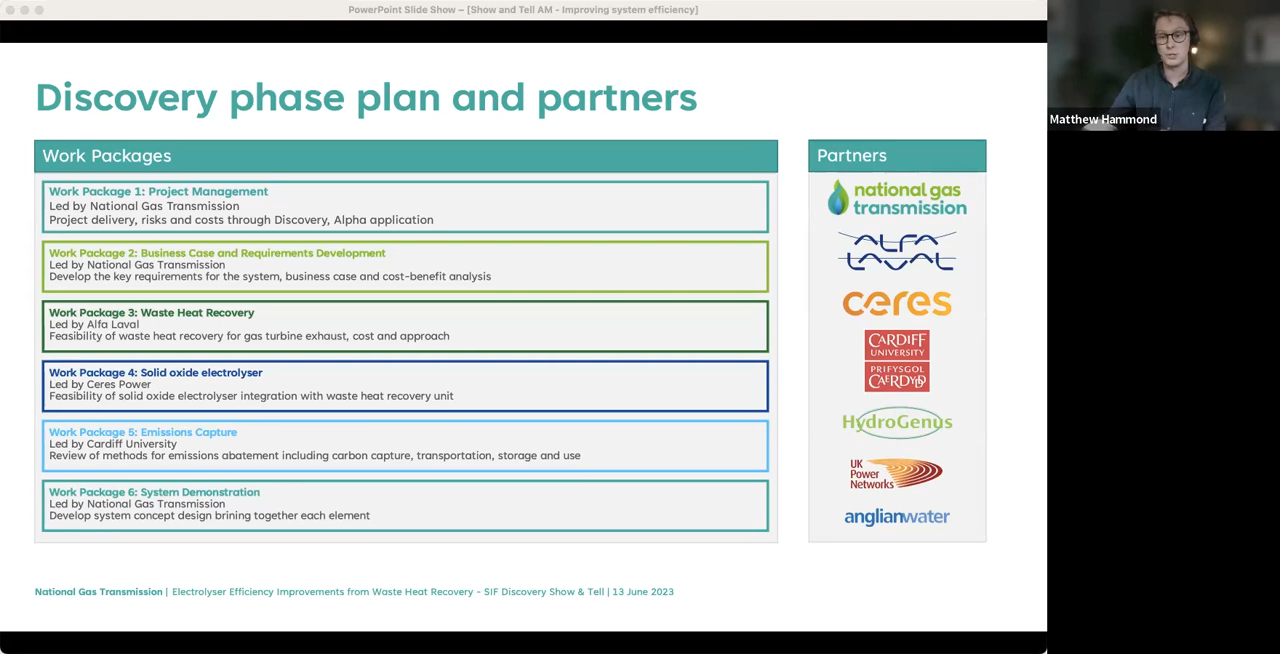 PowerPoint Slide Show – [Show and Tell AM - Improving system efficiency]
Discovery phase plan and partners
Work Packages
Work Package 1: Project Management
Led by National Gas Transmission
Project delivery, risks and costs through Discovery, Alpha application
Work Package 2: Business Case and Requirements Development
Led by National Gas Transmission
Develop the key requirements for the system, business case and cost-benefit analysis
Work Package 3: Waste Heat Recovery
Led by Alfa Laval
Feasibility of waste heat recovery for gas turbine exhaust, cost and approach
Work Package 4: Solid oxide electrolyser
Led by Ceres Power
Feasibility of solid oxide electrolyser integration with waste heat recovery unit
Work Package 5: Emissions Capture
Led by Cardiff University
Review of methods for emissions abatement including carbon capture, transportation, storage and use
Work Package 6: System Demonstration
Led by National Gas Transmission
Develop system concept design brining together each element
Partners
national gas
transmission
ALFA
LAVAL
ceres
CARDIFF
UNIVERSITY
PRIFYSGOL
CAERDYDD
HydroGenus
UK
Power
Networks
anglianwater
National Gas Transmission | Electrolyser Efficiency Improvements from Waste Heat Recovery - SIF Discovery Show & Tell | 13 June 2023
Matthew Hammond